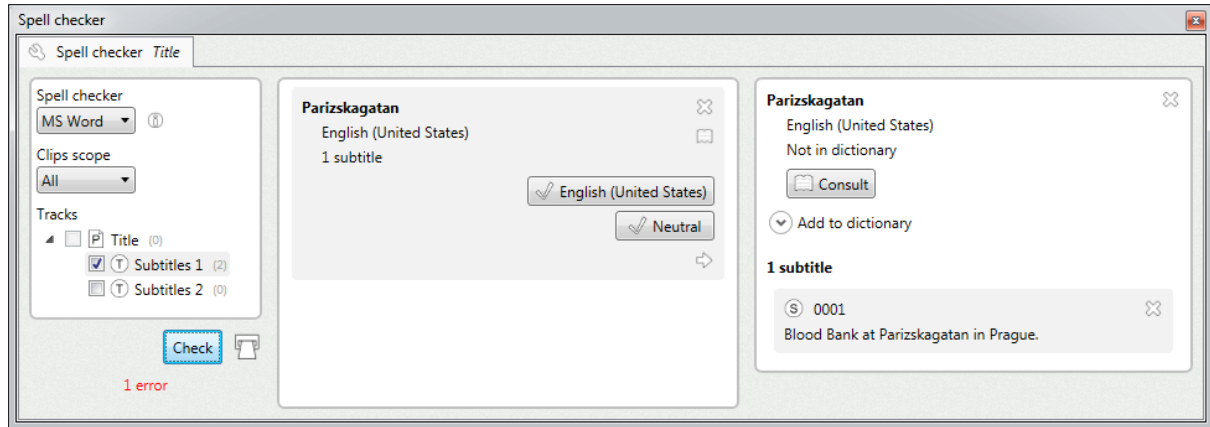 Spell checker
Spell checker Title
Spell checker
MS Word
Clips scope
All
Tracks
P Title (0)
T Subtitles 1 (2)
T Subtitles 2 (0)
Check
1 error
Parizskagatan
English (United States)
1 subtitle
English (United States)
Neutral
Parizskagatan
English (United States)
Not in dictionary
Consult
Add to dictionary
1 subtitle
S 0001
Blood Bank at Parizskagatan in Prague.